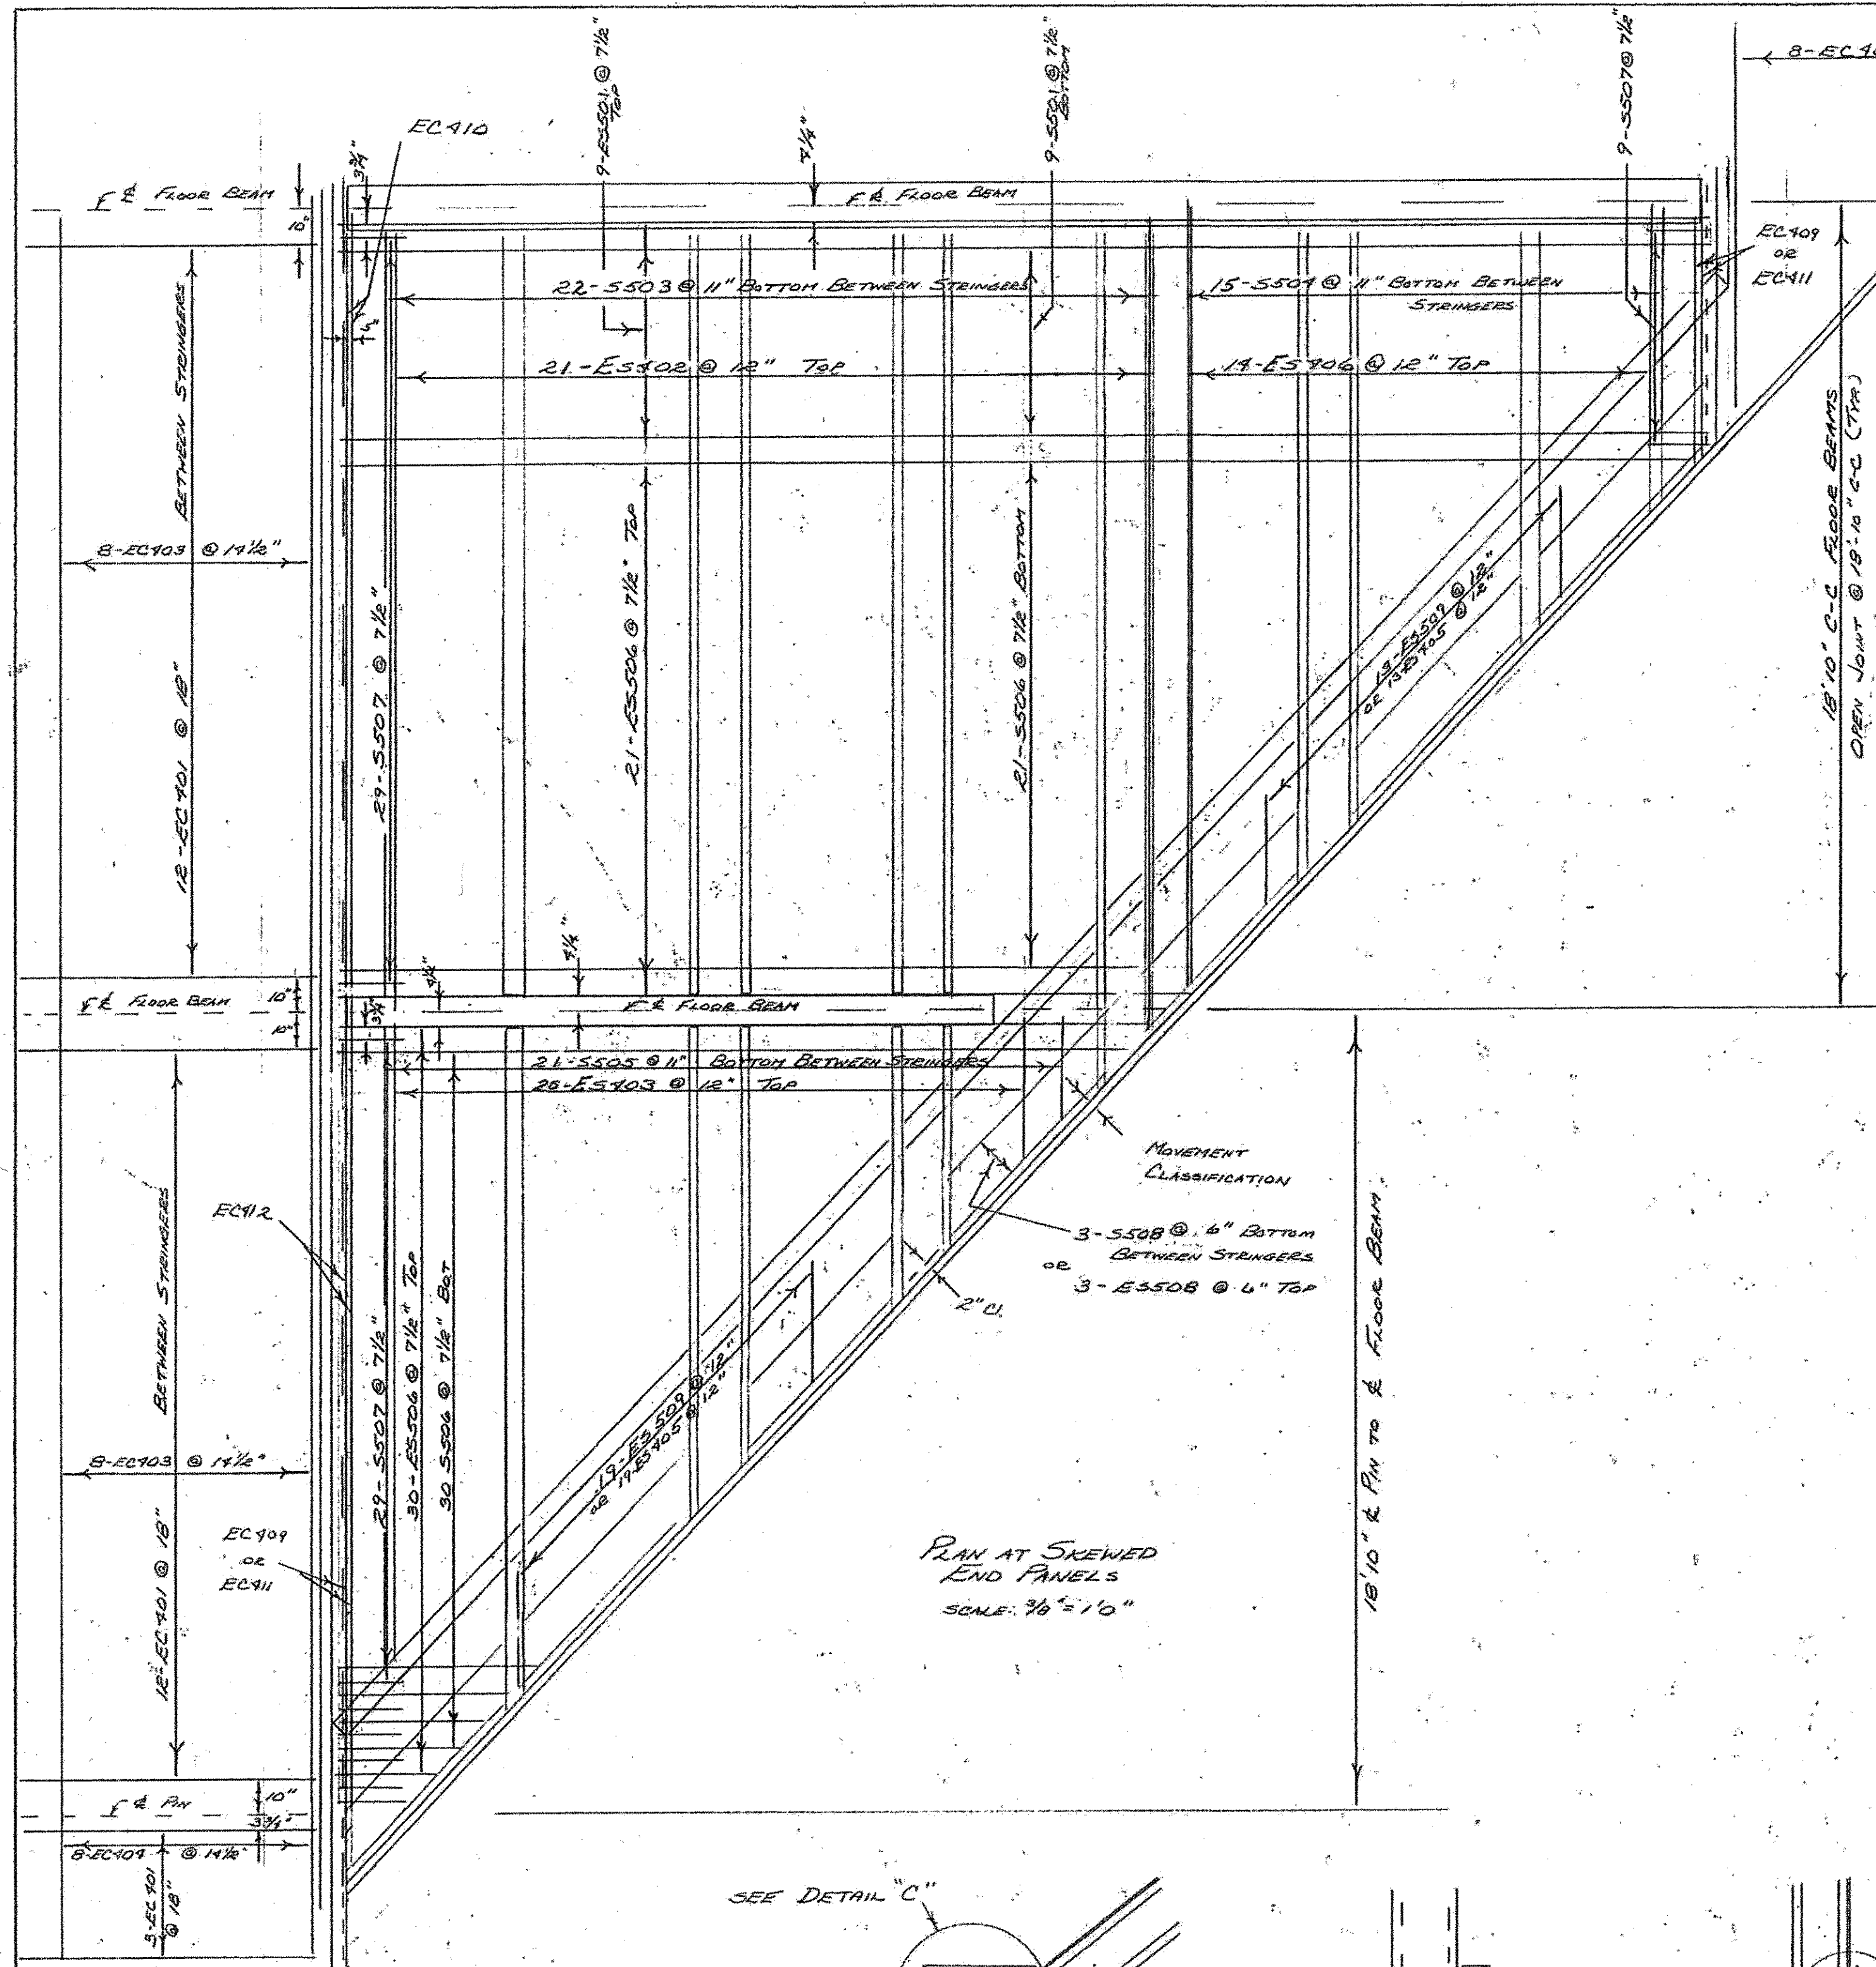 9-ES501 @ 7½"
TOP
9-S501 @ 7½"
BOTTOM
9-S507 @ 7½"
EC410
3¾"
4¼"
℄ FLOOR BEAM
10"
℄ FLOOR BEAM
EC409
OR
EC411
22-S503 @ 11" BOTTOM BETWEEN STRINGERS
15-S504 @ 11" BOTTOM BETWEEN
STRINGERS
21-ES402 @ 12" TOP
14-ES406 @ 12" TOP
BETWEEN STRINGERS
12-EC401 @ 18"
8-EC403 @ 14½"
29-S507 @ 7½"
21-ES506 @ 7½" TOP
21-S506 @ 7½" BOTTOM
13-ES509 @ 12"
OR 13-ES405 @ 12"
18'10" C-C FLOOR BEAMS
OPEN JOINT @ 18'-10" C-C (TYP.)
℄ FLOOR BEAM
10"
10"
3¾"
4¼"
4¼"
℄ FLOOR BEAM
21-S505 @ 11" BOTTOM BETWEEN STRINGERS
20-ES403 @ 12" TOP
MOVEMENT
CLASSIFICATION
3-S508 @ 6" BOTTOM
BETWEEN STRINGERS
OR
3-ES508 @ 6" TOP
2" Cl.
EC412
BETWEEN STRINGERS
12-EC401 @ 18"
8-EC403 @ 14½"
EC409
OR
EC411
29-S507 @ 7½"
30-ES506 @ 7½" TOP
30 S506 @ 7½" BOT
19-ES509 @ 12"
OR 19-ES405 @ 12"
18'10" ℄ PIN TO ℄ FLOOR BEAM
PLAN AT SKEWED
END PANELS
SCALE: 3/8" = 1'0"
℄ PIN
10"
3¾"
8-EC404 @ 14½"
3-EC401
@ 18"
SEE DETAIL "C"